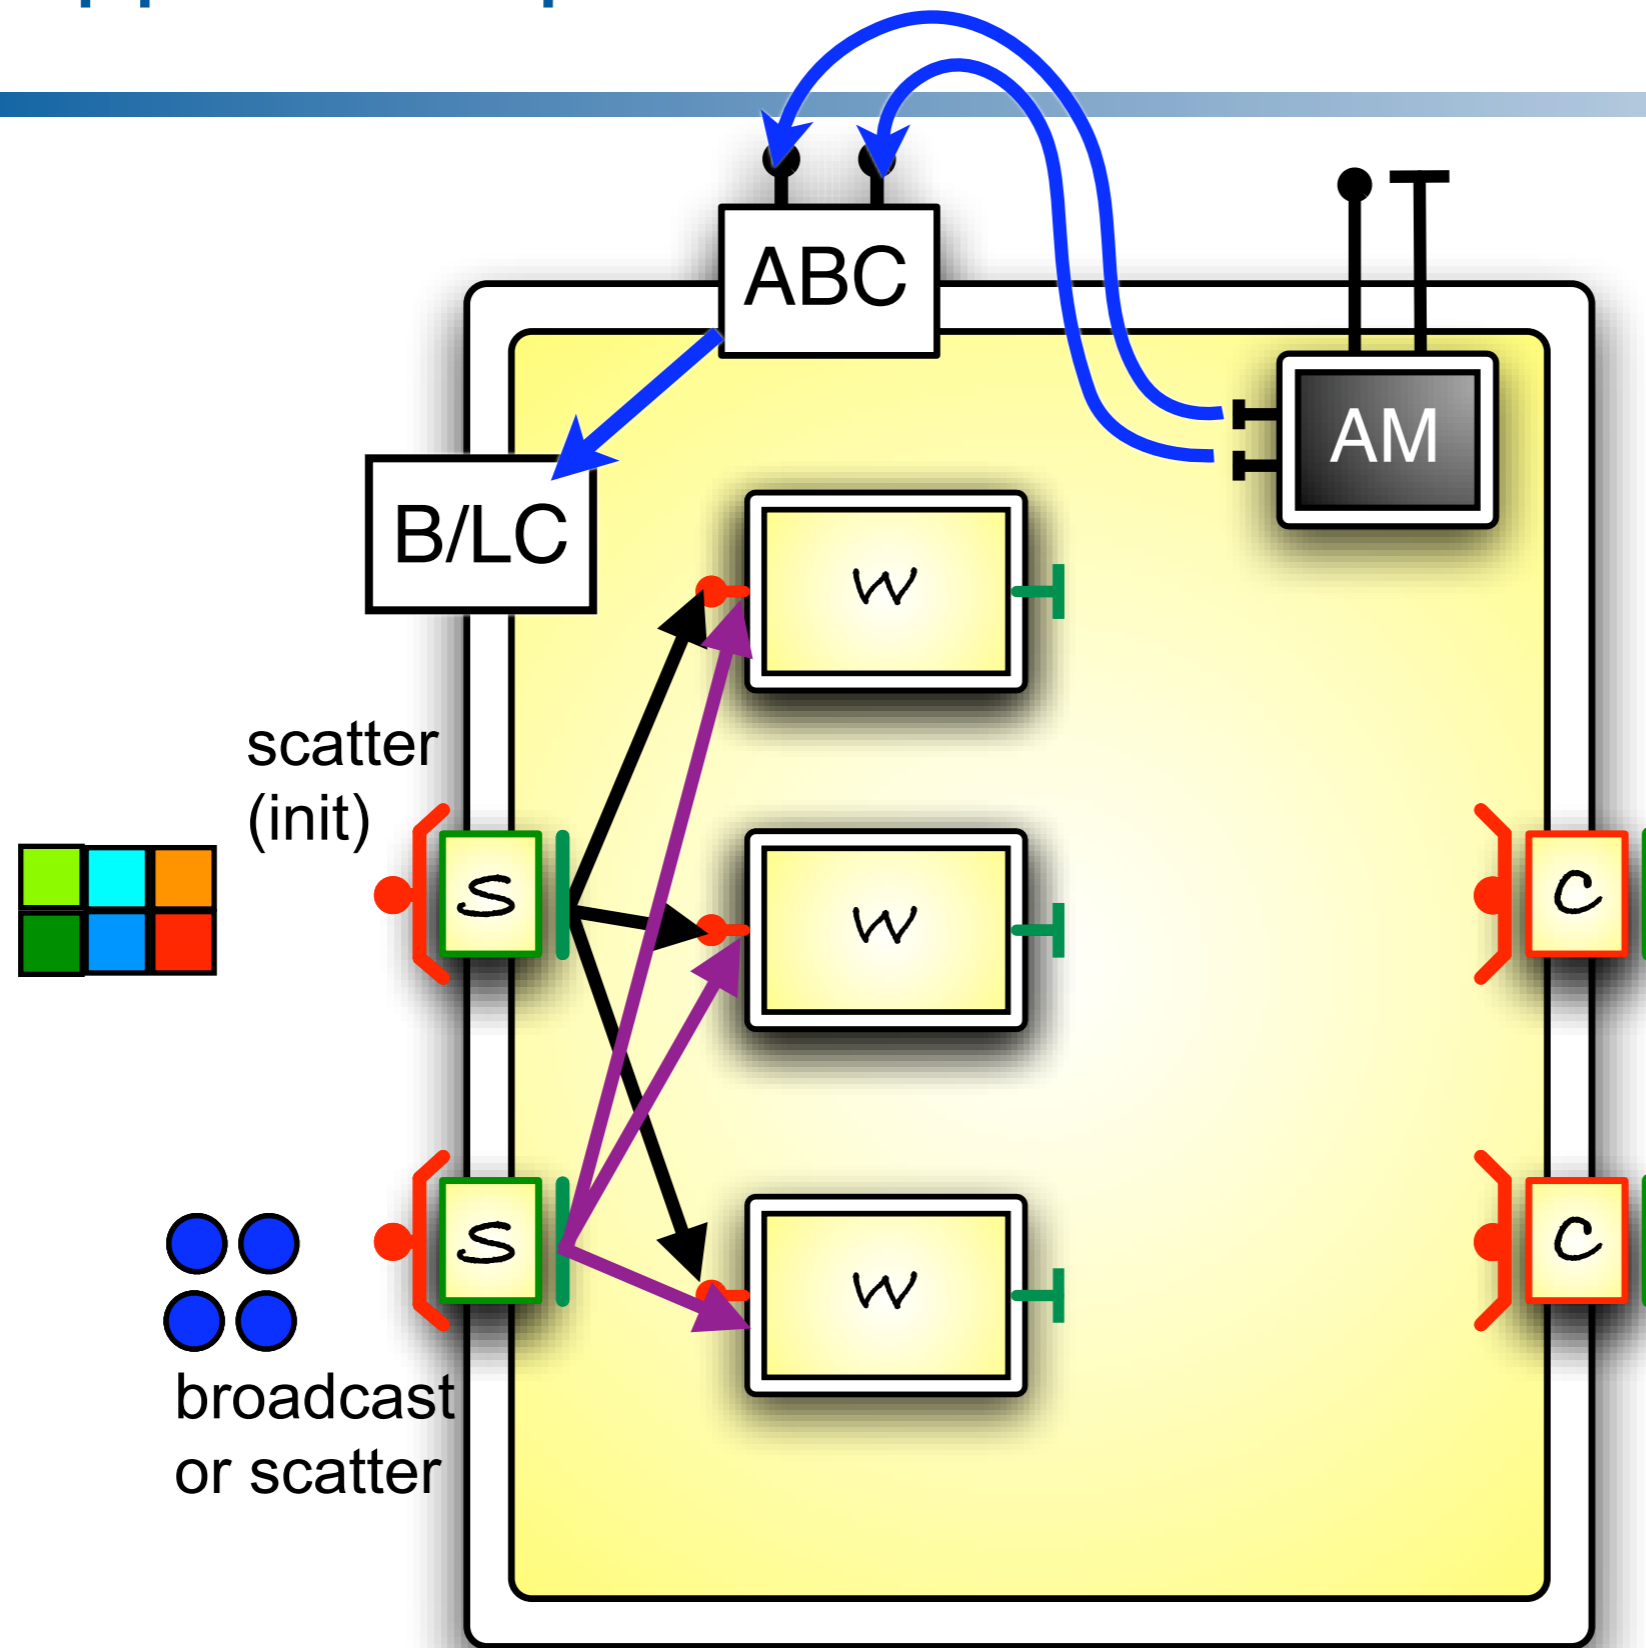 ABC
AM
B/LC
W
scatter
(init)
S
W
C
S
W
C
broadcast
or scatter